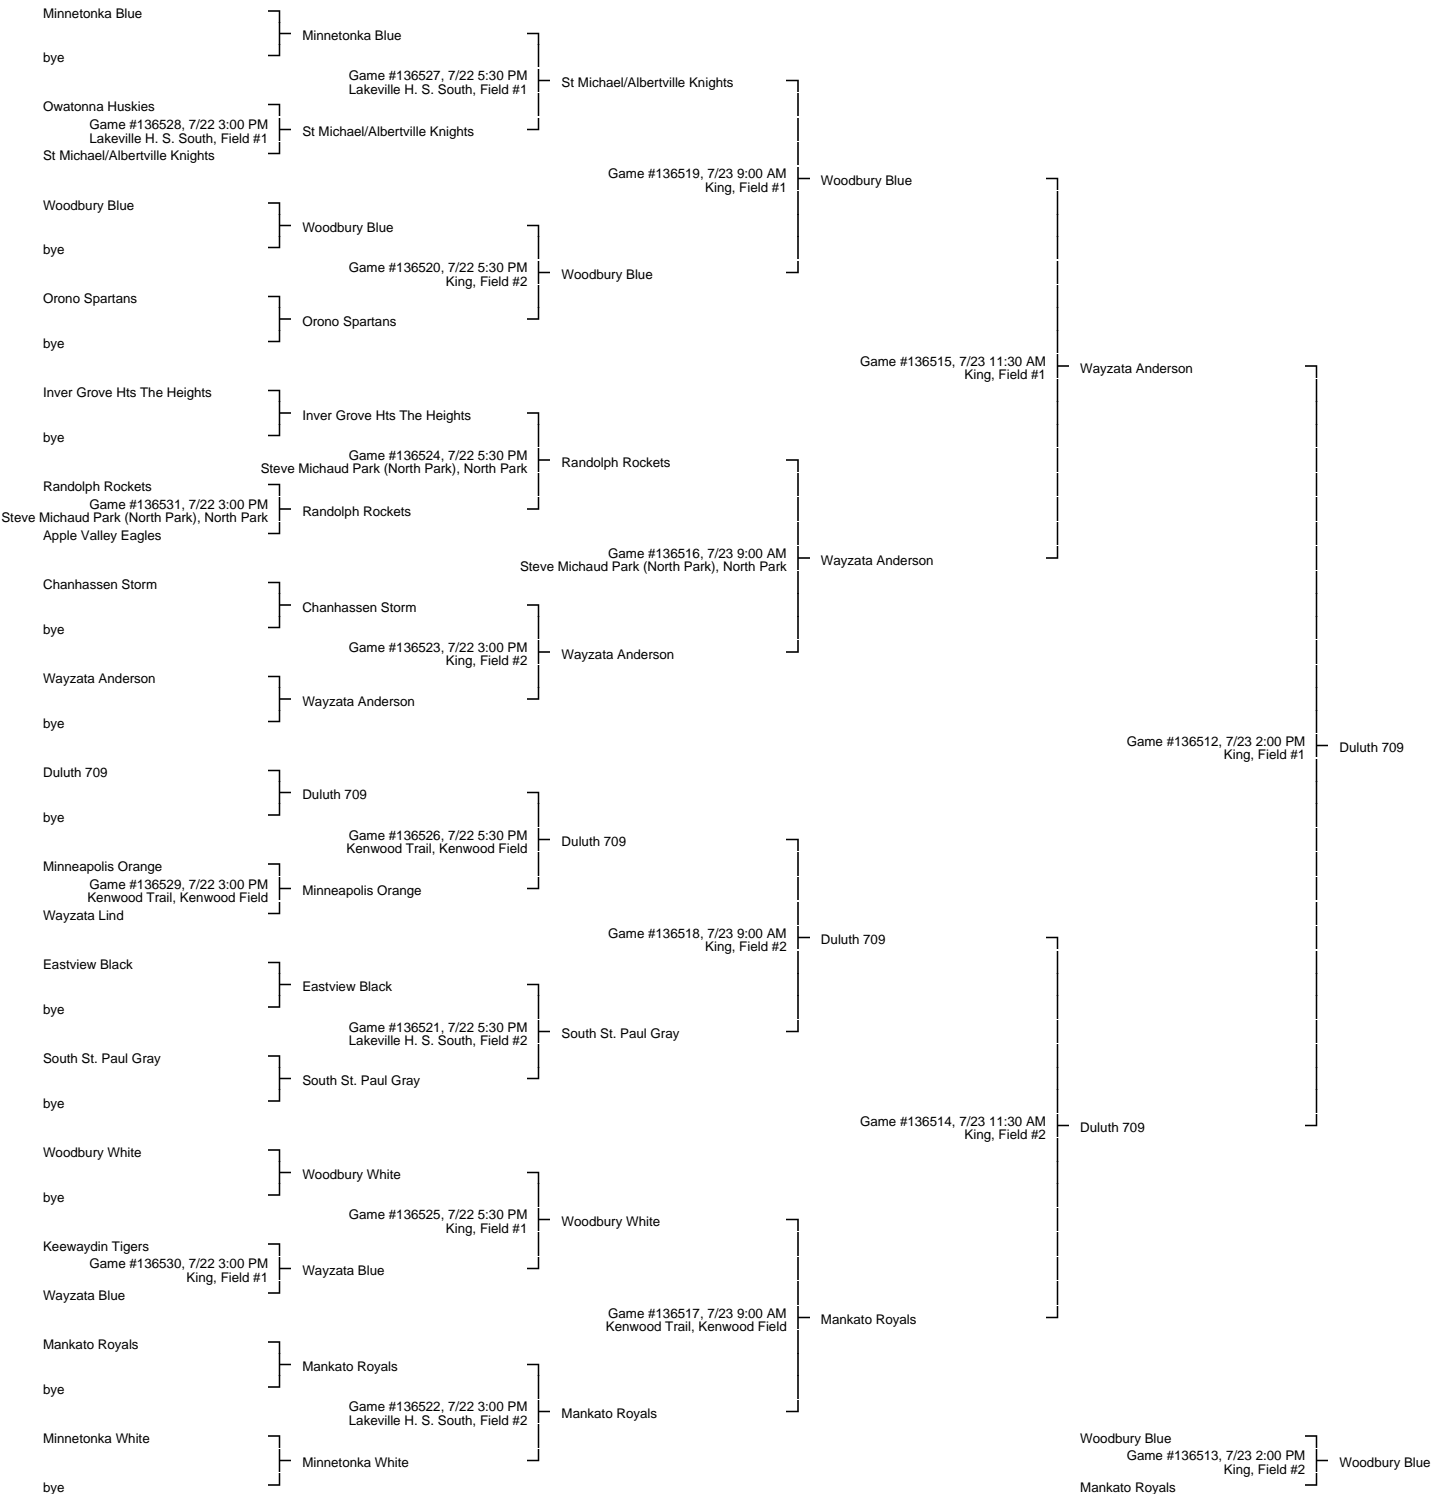 Minnetonka Blue
Minnetonka Blue
bye
Game #136527, 7/22 5:30 PM
Lakeville H. S. South, Field #1
St Michael/Albertville Knights
Owatonna Huskies
Game #136528, 7/22 3:00 PM
Lakeville H. S. South, Field #1
St Michael/Albertville Knights
St Michael/Albertville Knights
Game #136519, 7/23 9:00 AM
King, Field #1
Woodbury Blue
Woodbury Blue
Woodbury Blue
bye
Game #136520, 7/22 5:30 PM
King, Field #2
Woodbury Blue
Orono Spartans
Orono Spartans
bye
Game #136515, 7/23 11:30 AM
King, Field #1
Wayzata Anderson
Inver Grove Hts The Heights
Inver Grove Hts The Heights
bye
Game #136524, 7/22 5:30 PM
Steve Michaud Park (North Park), North Park
Randolph Rockets
Randolph Rockets
Game #136531, 7/22 3:00 PM
Steve Michaud Park (North Park), North Park
Randolph Rockets
Apple Valley Eagles
Game #136516, 7/23 9:00 AM
Steve Michaud Park (North Park), North Park
Wayzata Anderson
Chanhassen Storm
Chanhassen Storm
bye
Game #136523, 7/22 3:00 PM
King, Field #2
Wayzata Anderson
Wayzata Anderson
Wayzata Anderson
bye
Game #136512, 7/23 2:00 PM
King, Field #1
Duluth 709
Duluth 709
Duluth 709
bye
Game #136526, 7/22 5:30 PM
Kenwood Trail, Kenwood Field
Duluth 709
Minneapolis Orange
Game #136529, 7/22 3:00 PM
Kenwood Trail, Kenwood Field
Minneapolis Orange
Wayzata Lind
Game #136518, 7/23 9:00 AM
King, Field #2
Duluth 709
Eastview Black
Eastview Black
bye
Game #136521, 7/22 5:30 PM
Lakeville H. S. South, Field #2
South St. Paul Gray
South St. Paul Gray
South St. Paul Gray
bye
Game #136514, 7/23 11:30 AM
King, Field #2
Duluth 709
Woodbury White
Woodbury White
bye
Game #136525, 7/22 5:30 PM
King, Field #1
Woodbury White
Keewaydin Tigers
Game #136530, 7/22 3:00 PM
King, Field #1
Wayzata Blue
Wayzata Blue
Game #136517, 7/23 9:00 AM
Kenwood Trail, Kenwood Field
Mankato Royals
Mankato Royals
Mankato Royals
bye
Game #136522, 7/22 3:00 PM
Lakeville H. S. South, Field #2
Mankato Royals
Minnetonka White
Minnetonka White
bye
Woodbury Blue
Game #136513, 7/23 2:00 PM
King, Field #2
Woodbury Blue
Mankato Royals